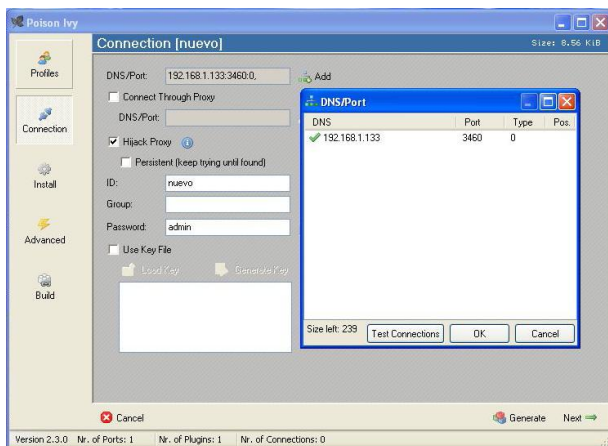 Poison Ivy
Connection [nuevo]
Size: 8.56 KiB
Profiles
Connection
Install
Advanced
Build
DNS/Port:
192.168.1.133:3460:0,
Add
Connect Through Proxy
DNS/Port:
Hijack Proxy
Persistent (keep trying until found)
ID:
nuevo
Group:
Password:
admin
Use Key File
Load Key
Generate Key
DNS/Port
DNS
Port
Type
Pos.
192.168.1.133
3460
0
Size left: 239
Test Connections
OK
Cancel
Cancel
Generate
Next
Version 2.3.0
Nr. of Ports: 1
Nr. of Plugins: 1
Nr. of Connections: 0